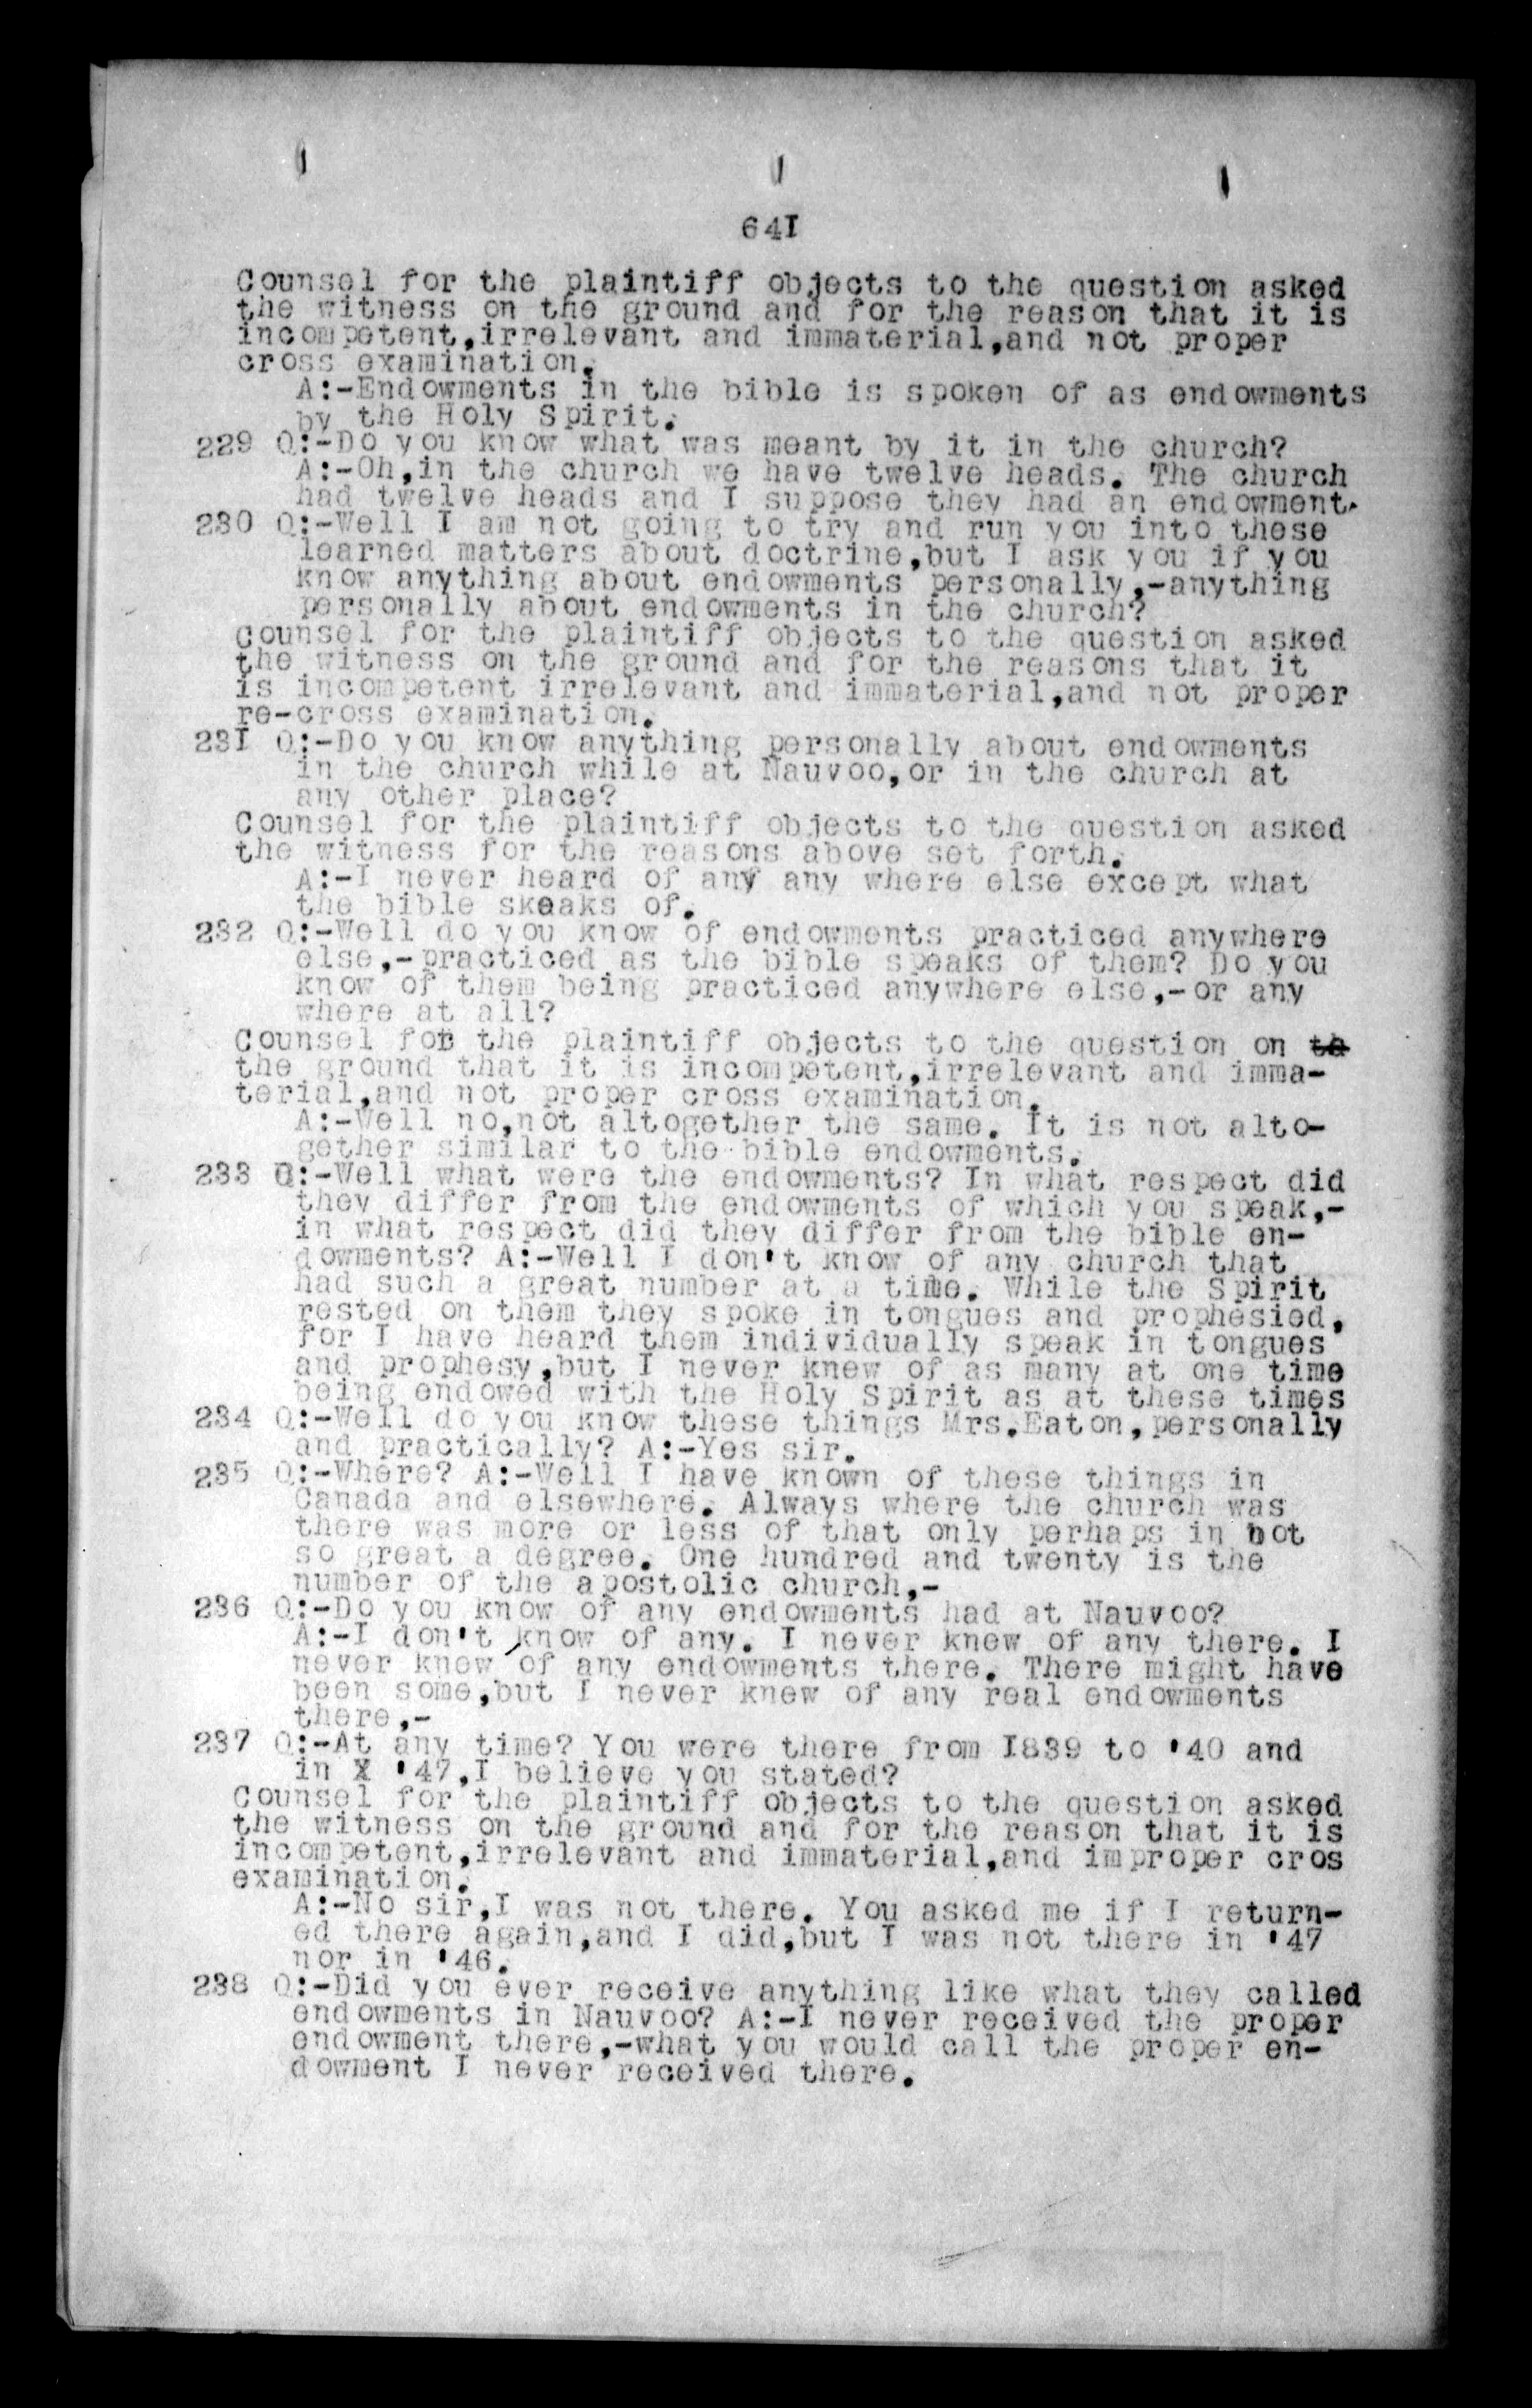 641
Counsel for the plaintiff objects to the question asked
the witness on the ground and for the reason that it is
incompetent,irrelevant and immaterial,and not proper
cross examination.
A:-Endowments in the bible is spoken of as endowments
by the Holy Spirit.
229 Q:-Do you know what was meant by it in the church?
A:-Oh,in the church we have twelve heads. The church
had twelve heads and I suppose they had an endowment.
230 Q:-Well I am not going to try and run you into these
learned matters about doctrine,but I ask you if you
know anything about endowments personally,-anything
personally about endowments in the church?
Counsel for the plaintiff objects to the question asked
the witness on the ground and for the reasons that it
is incompetent irrelevant and immaterial,and not proper
re-cross examination.
231 Q:-Do you know anything personally about endowments
in the church while at Nauvoo,or in the church at
any other place?
Counsel for the plaintiff objects to the question asked
the witness for the reasons above set forth.
A:-I never heard of any any where else except what
the bible skeaks of.
232 Q:-Well do you know of endowments practiced anywhere
else,-practiced as the bible speaks of them? Do you
know of them being practiced anywhere else,-or any
where at all?
Counsel for the plaintiff objects to the question on to
the ground that it is incompetent,irrelevant and imma-
terial,and not proper cross examination.
A:-Well no,not altogether the same. It is not alto-
gether similar to the bible endowments.
233 Q:-Well what were the endowments? In what respect did
they differ from the endowments of which you speak,-
in what respect did they differ from the bible en-
dowments? A:-Well I don't know of any church that
had such a great number at a time. While the Spirit
rested on them they spoke in tongues and prophesied,
for I have heard them individually speak in tongues
and prophesy,but I never knew of as many at one time
being endowed with the Holy Spirit as at these times
234 Q:-Well do you know these things Mrs.Eaton,personally
and practically? A:-Yes sir.
235 Q:-Where? A:-Well I have known of these things in
Canada and elsewhere. Always where the church was
there was more or less of that only perhaps in not
so great a degree. One hundred and twenty is the
number of the apostolic church,-
236 Q:-Do you know of any endowments had at Nauvoo?
A:-I don't know of any. I never knew of any there. I
never knew of any endowments there. There might have
been some,but I never knew of any real endowments
there,-
237 Q:-At any time? You were there from 1839 to '40 and
in X '47,I believe you stated?
Counsel for the plaintiff objects to the question asked
the witness on the ground and for the reason that it is
incompetent,irrelevant and immaterial,and improper cros
examination.
A:-No sir,I was not there. You asked me if I return-
ed there again,and I did,but I was not there in '47
nor in '46.
238 Q:-Did you ever receive anything like what they called
endowments in Nauvoo? A:-I never received the proper
endowment there,-what you would call the proper en-
dowment I never received there.